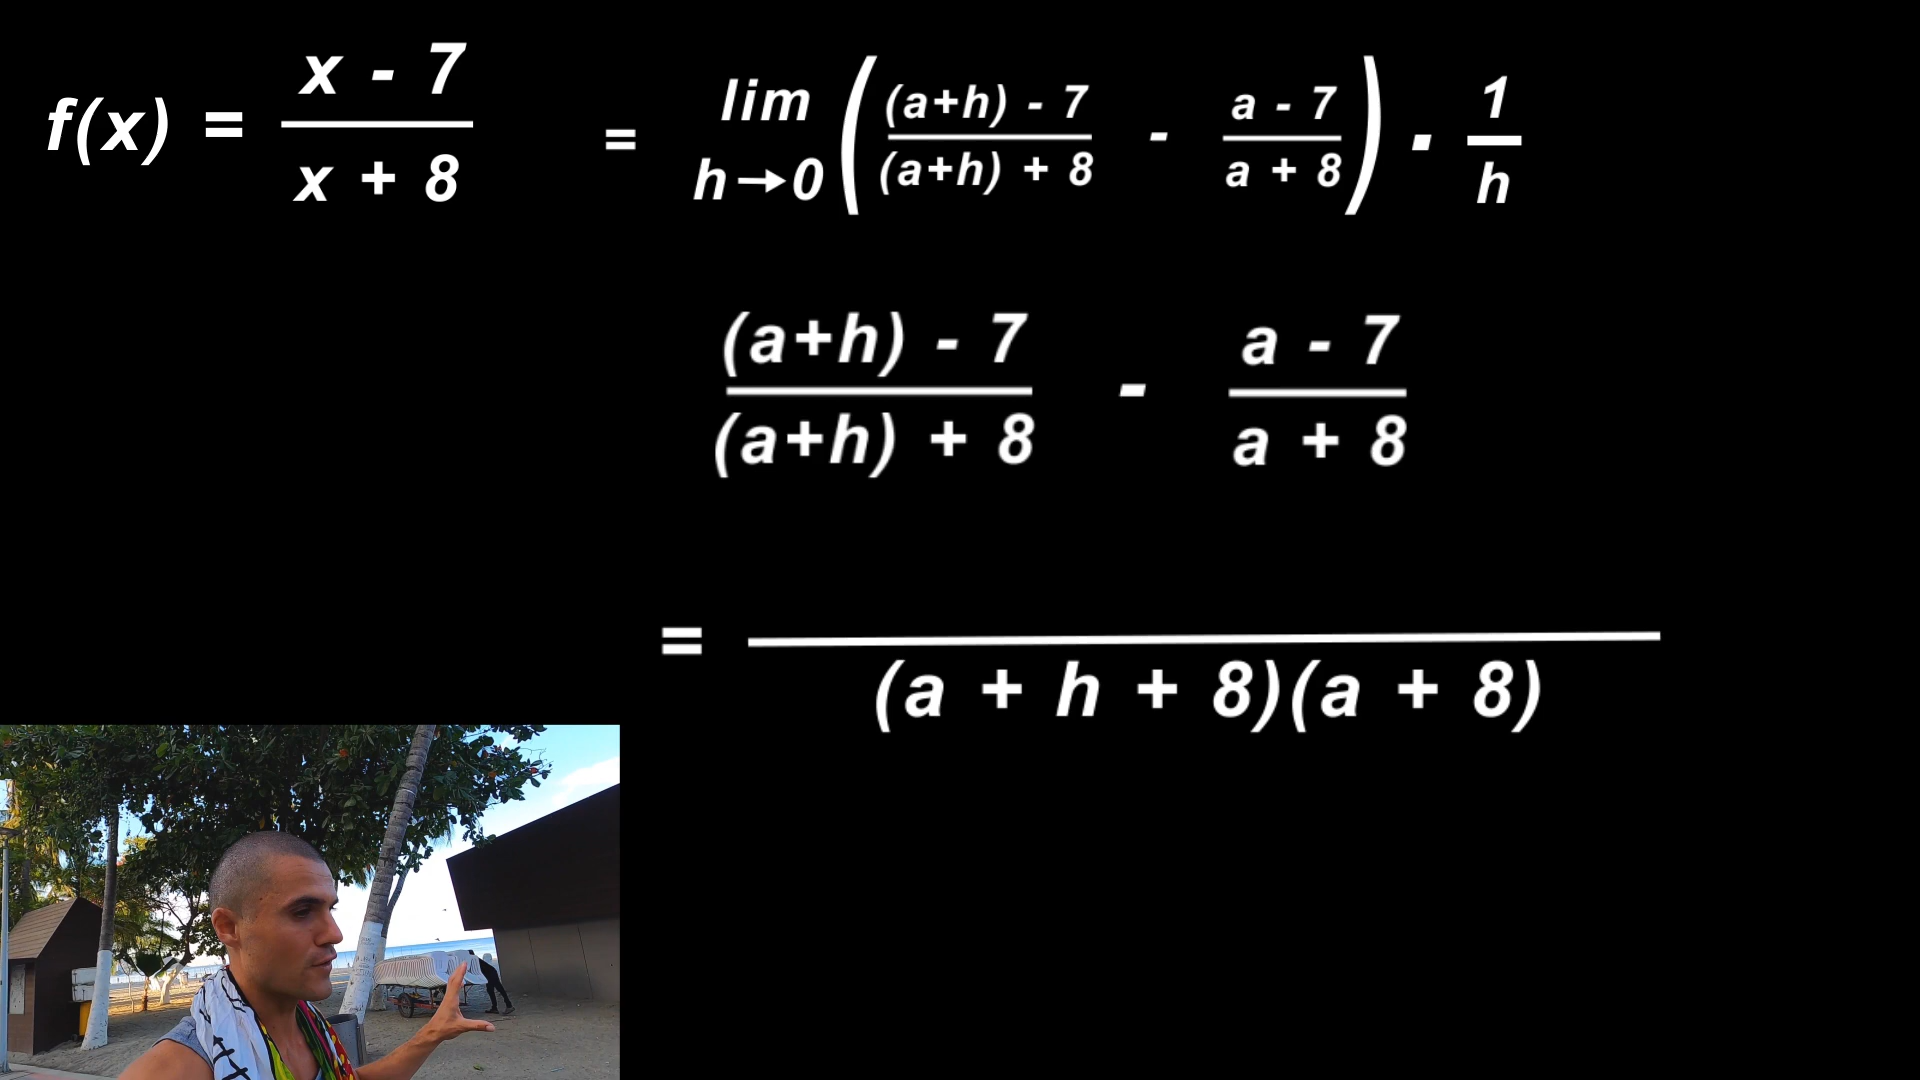 f(x) = x - 7 / x + 8 = lim h→0 ( (a+h) - 7 / (a+h) + 8 - a - 7 / a + 8 ) · 1 / h
(a+h) - 7 / (a+h) + 8 - a - 7 / a + 8
= / (a + h + 8)(a + 8)